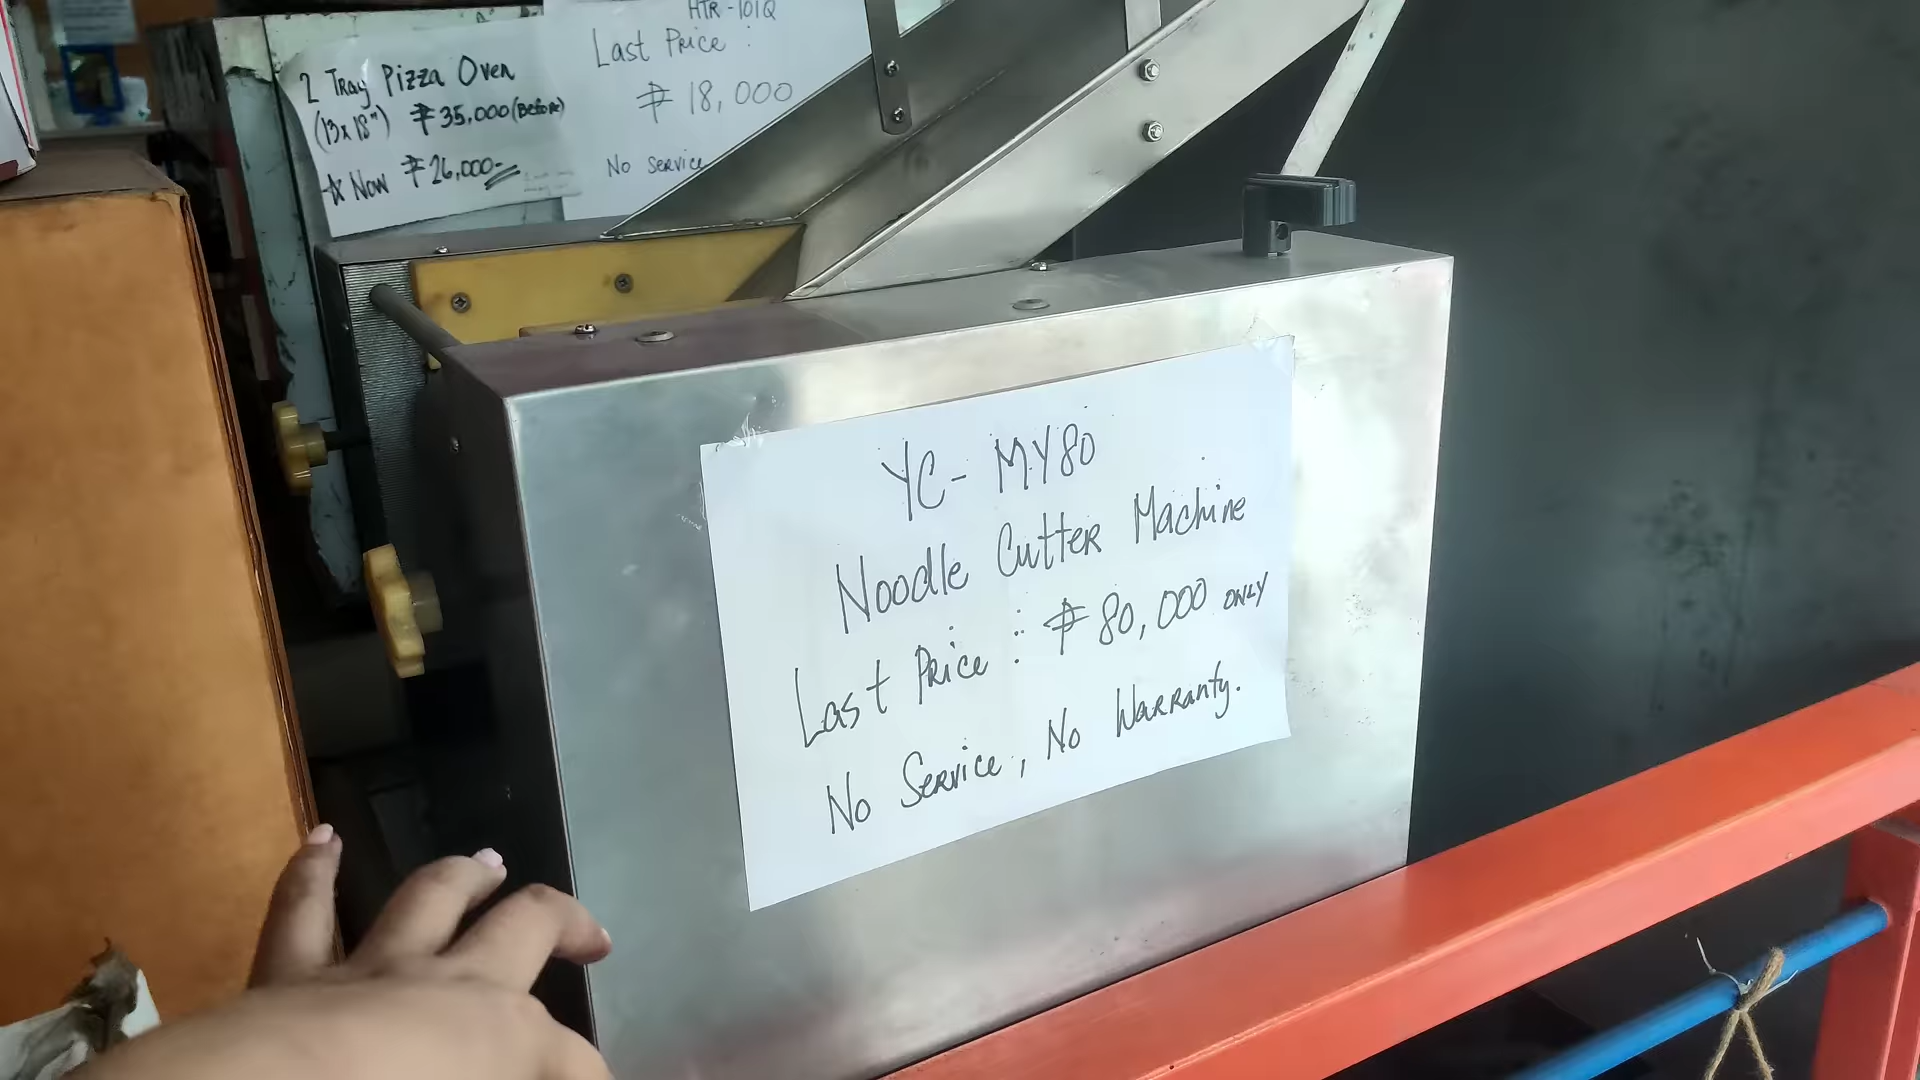 2 Tray Pizza Oven
(13x18") ₱35,000 (Before)
☆ Now ₱26,000-
HTR-101Q
Last Price :
₱ 18,000
No Service
YC- MY80
Noodle Cutter Machine
Last Price : ₱80,000 ONLY
No Service, No Warranty.